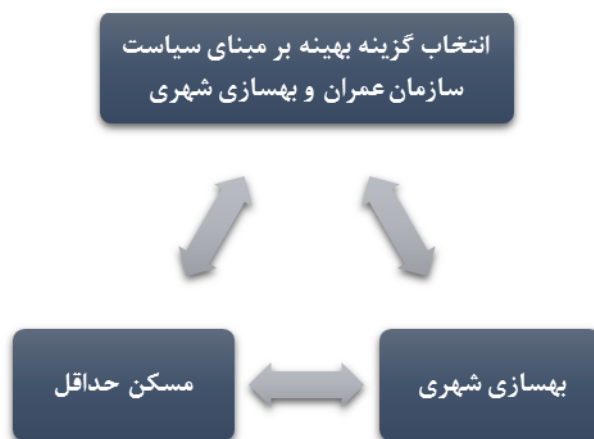 انتخاب گزینه بهینه بر مبنای سیاست
سازمان عمران و بهسازی شهری
بهسازی شهری
مسکن حداقل